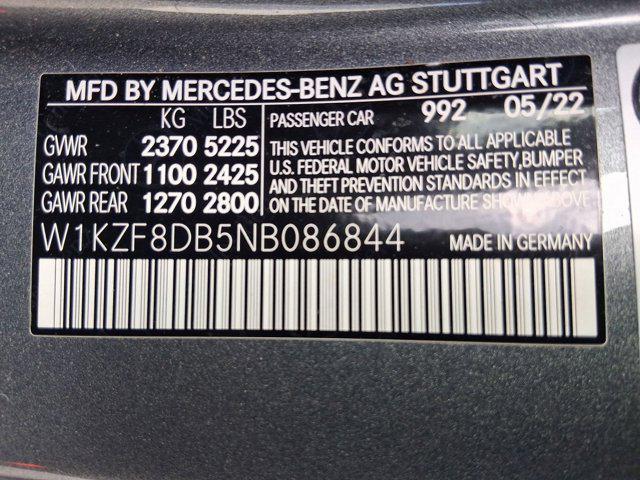 MFD BY MERCEDES-BENZ AG STUTTGART
KG LBS
GVWR 2370 5225
GAWR FRONT 1100 2425
GAWR REAR 1270 2800
PASSENGER CAR 992 05/22
THIS VEHICLE CONFORMS TO ALL APPLICABLE
U.S. FEDERAL MOTOR VEHICLE SAFETY, BUMPER
AND THEFT PREVENTION STANDARDS IN EFFECT
ON THE DATE OF MANUFACTURE SHOWN ABOVE.
W1KZF8DB5NB086844 MADE IN GERMANY